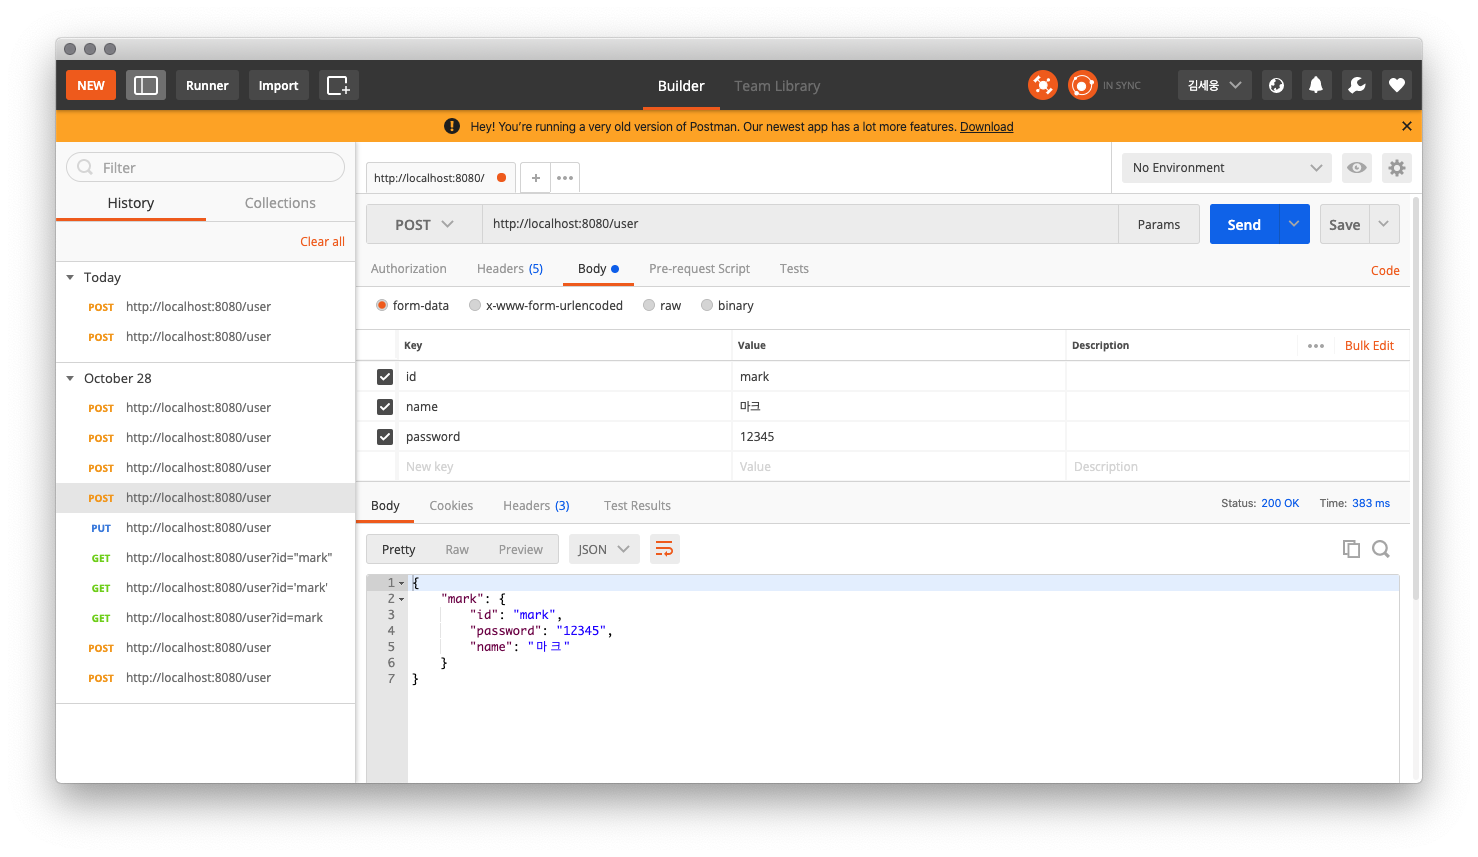 NEW
Runner
Import
Builder
Team Library
IN SYNC
김세웅
Hey! You're running a very old version of Postman. Our newest app has a lot more features. Download
Filter
History
Collections
Clear all
Today
POST http://localhost:8080/user
POST http://localhost:8080/user
October 28
POST http://localhost:8080/user
POST http://localhost:8080/user
POST http://localhost:8080/user
POST http://localhost:8080/user
PUT http://localhost:8080/user
GET http://localhost:8080/user?id="mark"
GET http://localhost:8080/user?id='mark'
GET http://localhost:8080/user?id=mark
POST http://localhost:8080/user
POST http://localhost:8080/user
http://localhost:8080/
No Environment
POST http://localhost:8080/user Params Send Save
Authorization Headers (5) Body Pre-request Script Tests Code
form-data x-www-form-urlencoded raw binary
Key Value Description Bulk Edit
id mark
name 마크
password 12345
New key Value Description
Body Cookies Headers (3) Test Results Status: 200 OK Time: 383 ms
Pretty Raw Preview JSON
1 {
2 "mark": {
3 "id": "mark",
4 "password": "12345",
5 "name": "마크"
6 }
7 }